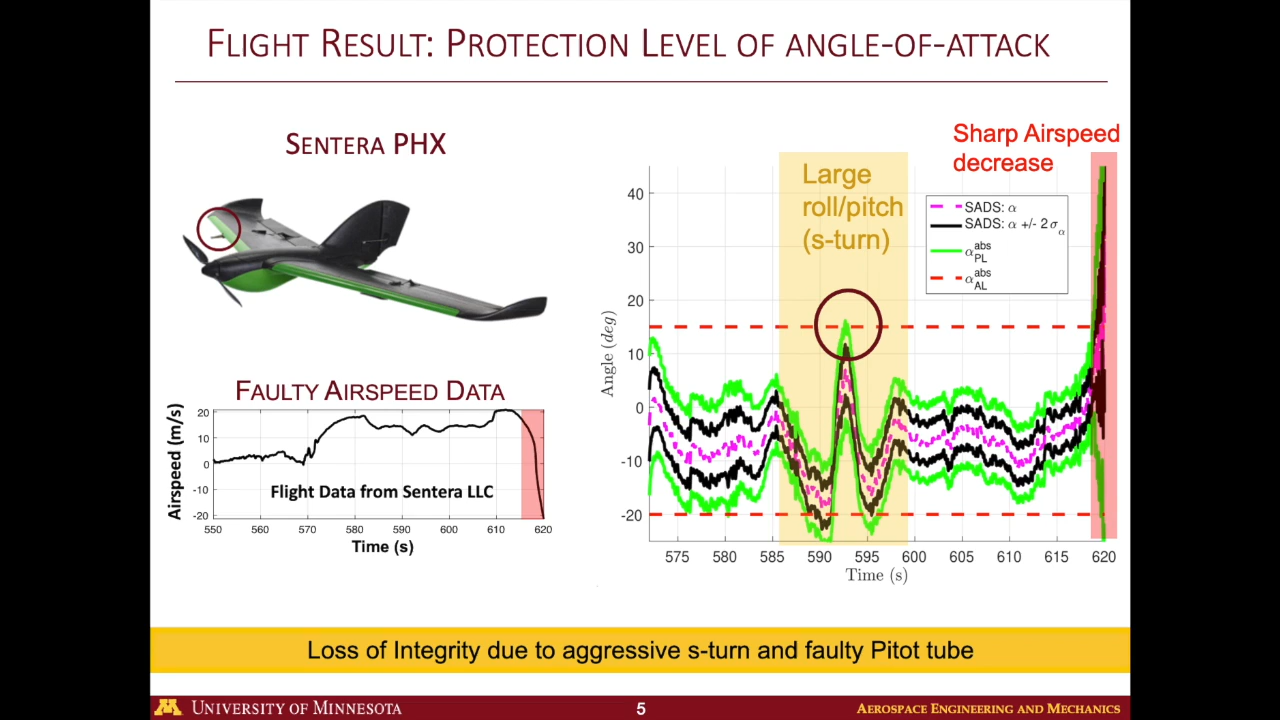 FLIGHT RESULT: PROTECTION LEVEL OF ANGLE-OF-ATTACK
SENTERA PHX
FAULTY AIRSPEED DATA
Airspeed (m/s)
20
10
0
-10
-20
Flight Data from Sentera LLC
550 560 570 580 590 600 610 620
Time (s)
Sharp Airspeed
decrease
Large
roll/pitch
(s-turn)
SADS: α
SADS: α +/- 2σα
α abs PL
α abs AL
Angle (deg)
40
30
20
10
0
-10
-20
575 580 585 590 595 600 605 610 615 620
Time (s)
Loss of Integrity due to aggressive s-turn and faulty Pitot tube
M UNIVERSITY OF MINNESOTA
5
AEROSPACE ENGINEERING AND MECHANICS